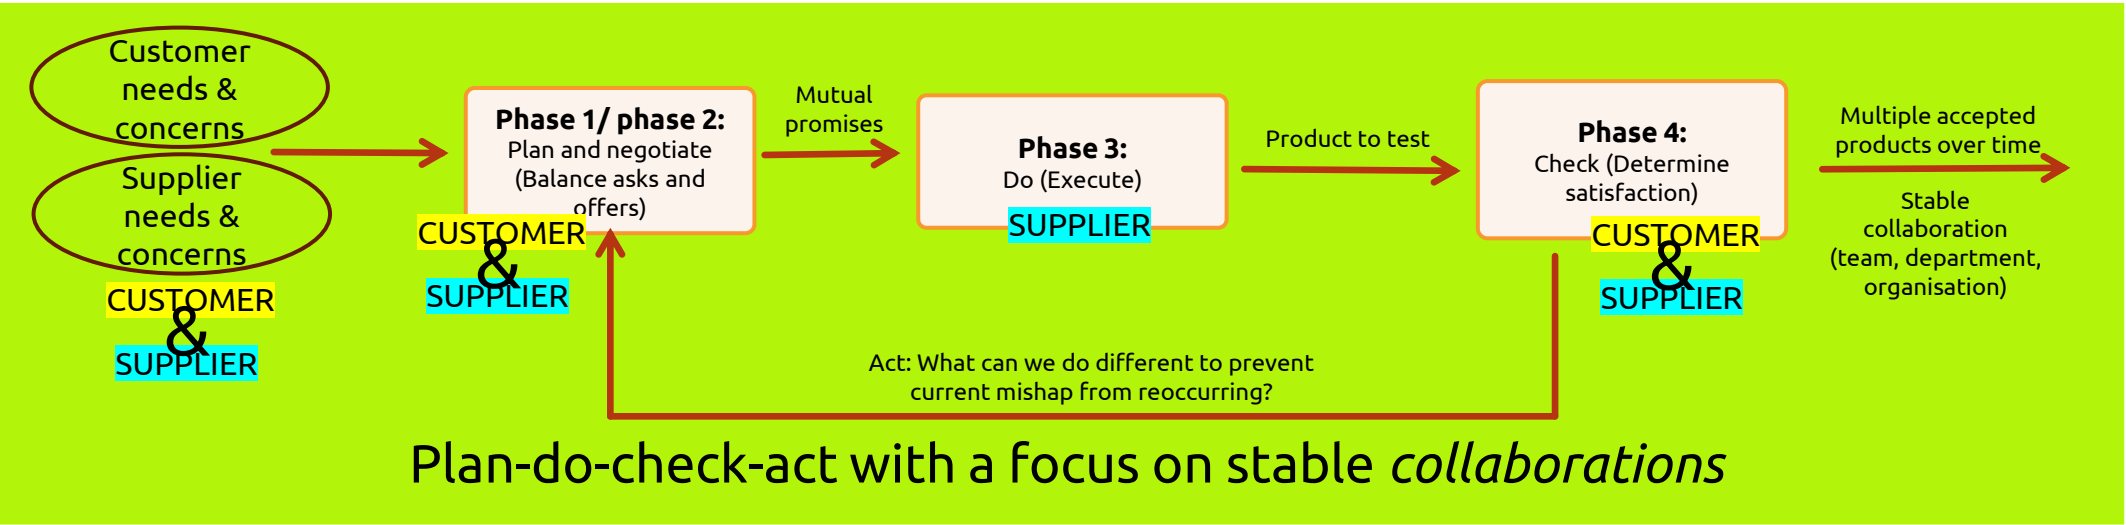 Customer
needs &
concerns
Supplier
needs &
concerns
CUSTOMER
&
SUPPLIER
Phase 1/ phase 2:
Plan and negotiate
(Balance asks and
offers)
CUSTOMER
&
SUPPLIER
Mutual
promises
Phase 3:
Do (Execute)
SUPPLIER
Product to test
Phase 4:
Check (Determine
satisfaction)
CUSTOMER
&
SUPPLIER
Multiple accepted
products over time
Stable
collaboration
(team, department,
organisation)
Act: What can we do different to prevent
current mishap from reoccurring?
Plan-do-check-act with a focus on stable collaborations